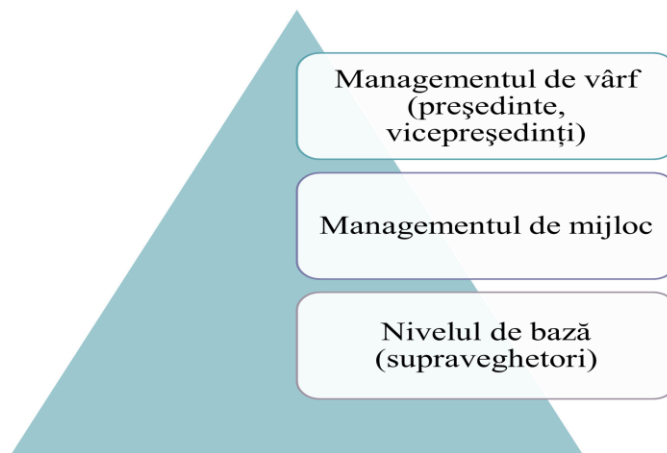 Managementul de vârf
(preşedinte,
vicepreşedinți)
Managementul de mijloc
Nivelul de bază
(supraveghetori)